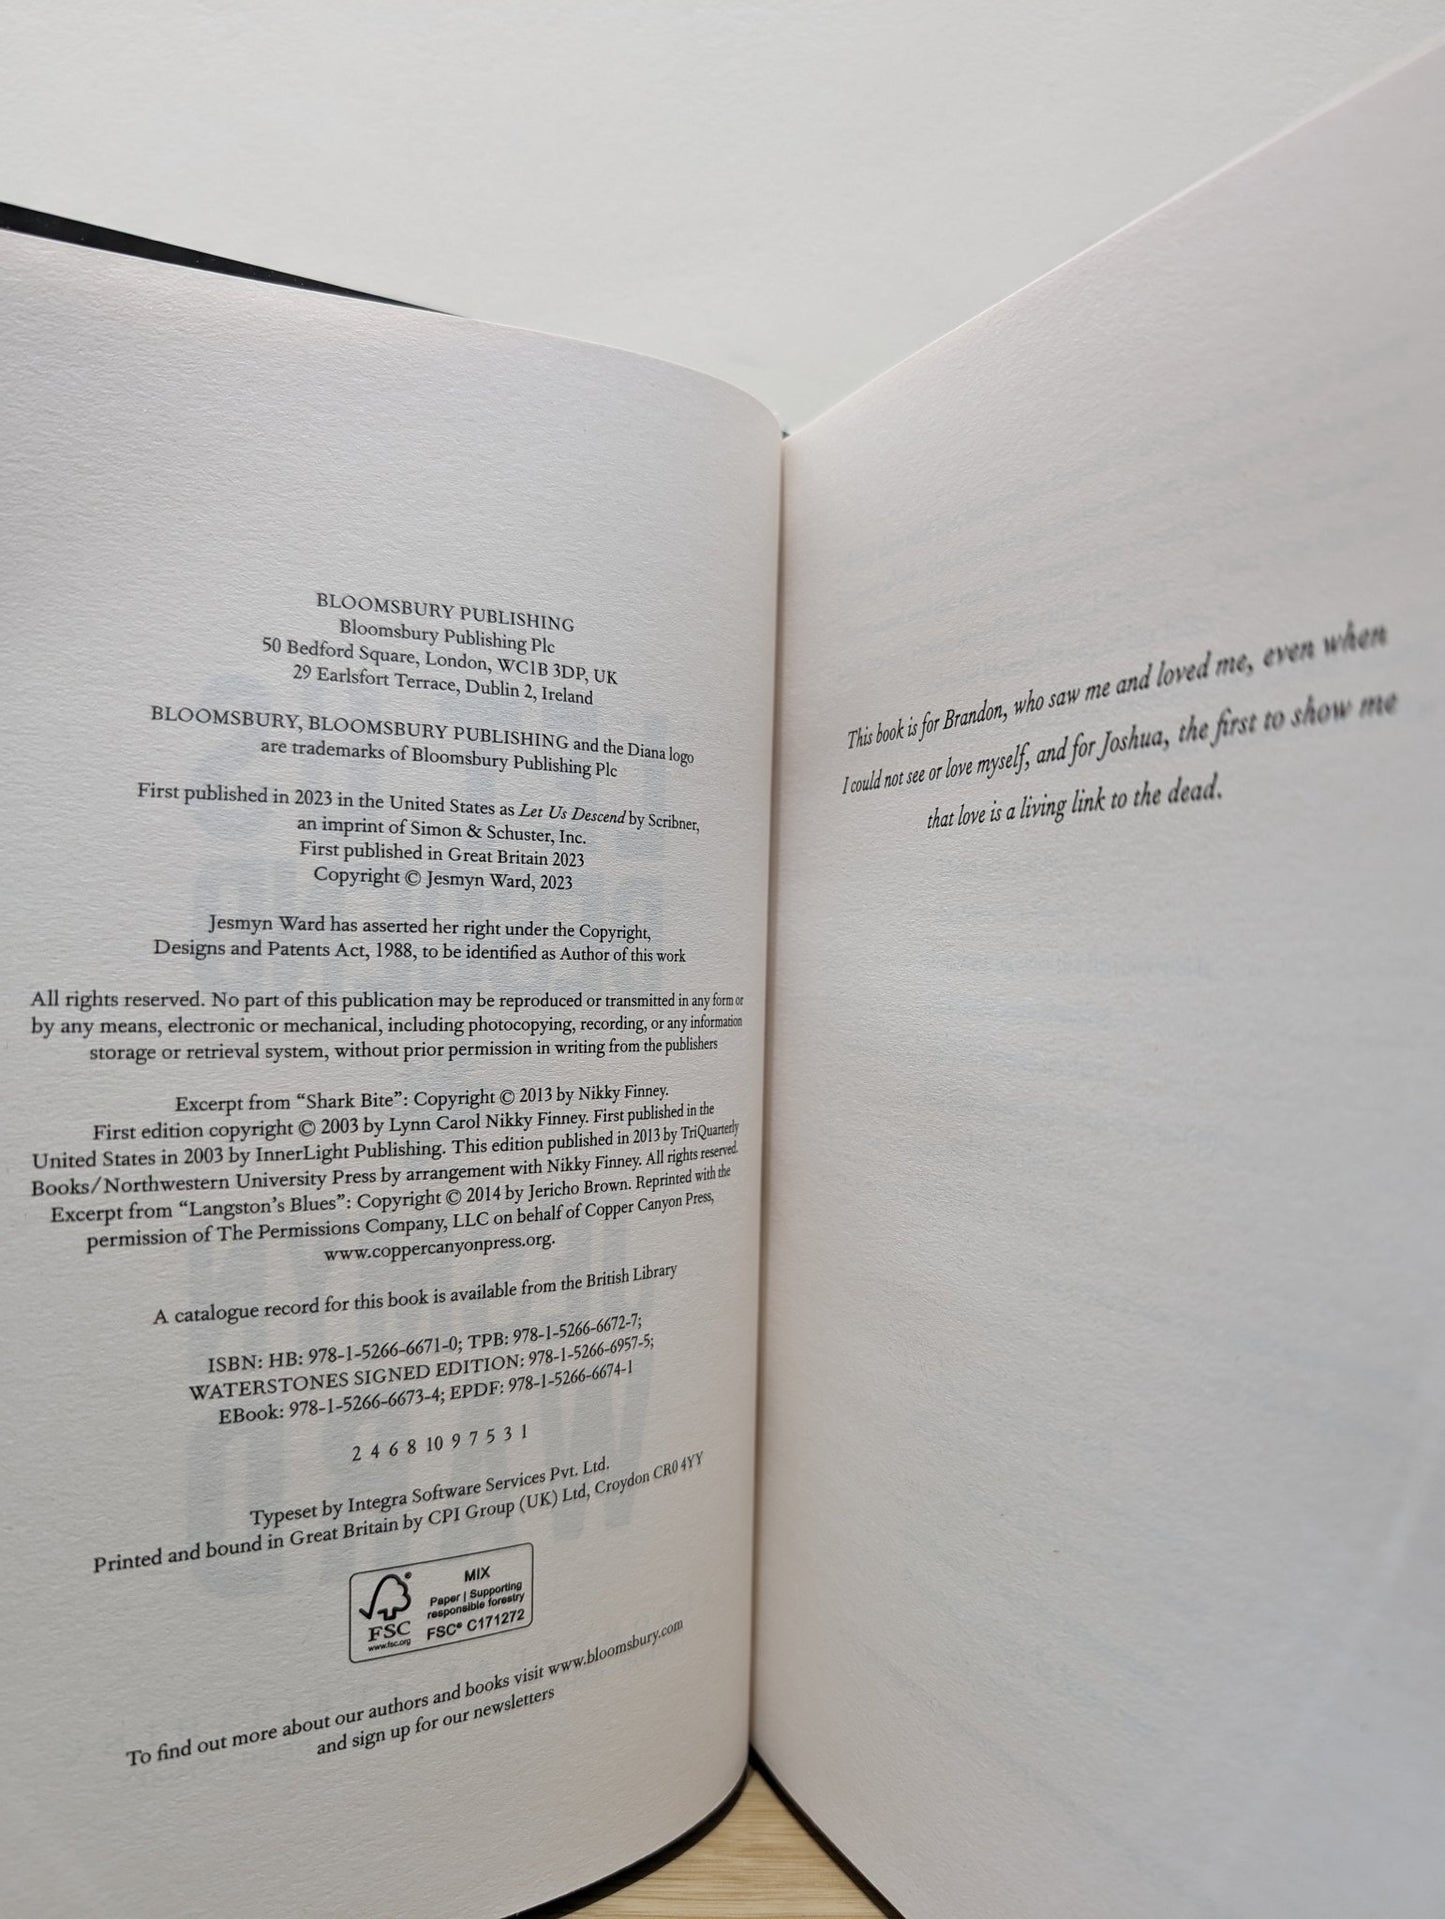 BLOOMSBURY PUBLISHING
Bloomsbury Publishing Plc
50 Bedford Square, London, WC1B 3DP, UK
29 Earlsfort Terrace, Dublin 2, Ireland
BLOOMSBURY, BLOOMSBURY PUBLISHING and the Diana logo
are trademarks of Bloomsbury Publishing Plc
First published in 2023 in the United States as Let Us Descend by Scribner,
an imprint of Simon & Schuster, Inc.
First published in Great Britain 2023
Copyright © Jesmyn Ward, 2023
Jesmyn Ward has asserted her right under the Copyright,
Designs and Patents Act, 1988, to be identified as Author of this work
All rights reserved. No part of this publication may be reproduced or transmitted in any form or
by any means, electronic or mechanical, including photocopying, recording, or any information
storage or retrieval system, without prior permission in writing from the publishers
Excerpt from “Shark Bite”: Copyright © 2013 by Nikky Finney.
First edition copyright © 2003 by Lynn Carol Nikky Finney. First published in the
United States in 2003 by InnerLight Publishing. This edition published in 2013 by TriQuarterly
Books/Northwestern University Press by arrangement with Nikky Finney. All rights reserved.
Excerpt from “Langston’s Blues”: Copyright © 2014 by Jericho Brown. Reprinted with the
permission of The Permissions Company, LLC on behalf of Copper Canyon Press,
www.coppercanyonpress.org.
A catalogue record for this book is available from the British Library
ISBN: HB: 978-1-5266-6671-0; TPB: 978-1-5266-6672-7;
WATERSTONES SIGNED EDITION: 978-1-5266-6957-5;
EBook: 978-1-5266-6673-4; EPDF: 978-1-5266-6674-1
2 4 6 8 10 9 7 5 3 1
Typeset by Integra Software Services Pvt. Ltd.
Printed and bound in Great Britain by CPI Group (UK) Ltd, Croydon CR0 4YY
MIX
Paper | Supporting
responsible forestry
FSC® C171272
FSC
www.fsc.org
To find out more about our authors and books visit www.bloomsbury.com
and sign up for our newsletters
This book is for Brandon, who saw me and loved me, even when
I could not see or love myself, and for Joshua, the first to show me
that love is a living link to the dead.